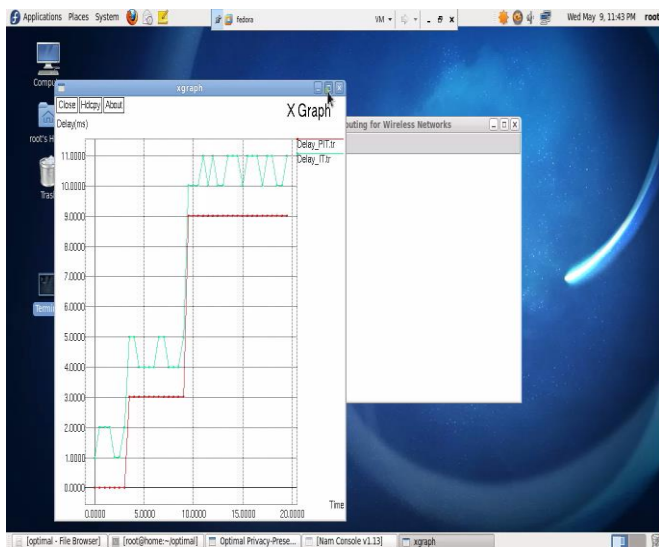 Applications Places System
fedora
VM
Wed May 9, 11:43 PM root
xgraph
Close Hdcpy About
X Graph
Delay(ms)
outing for Wireless Networks
Delay_PIT.tr
Delay_IT.tr
11.0000
10.0000
9.0000
8.0000
7.0000
6.0000
5.0000
4.0000
3.0000
2.0000
1.0000
0.0000
0.0000 5.0000 10.0000 15.0000 20.0000
Time
Compu
root's H
Tras
Termi
[optimal - File Browser] [root@home:~/optimal] Optimal Privacy-Prese... [Nam Console v1.13] xgraph